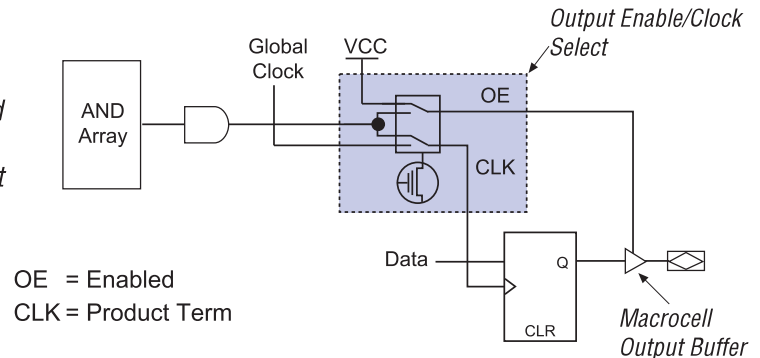 Output Enable/Clock
Select
Global
Clock
VCC
OE
AND
Array
CLK
Data
Q
CLR
OE = Enabled
CLK = Product Term
Macrocell
Output Buffer